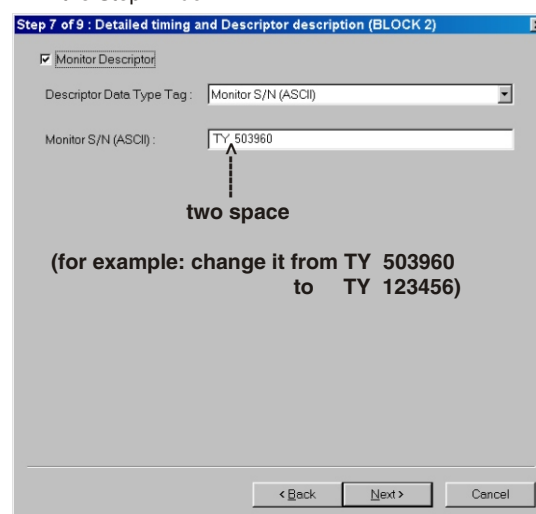 Step 7 of 9 : Detailed timing and Descriptor description (BLOCK 2)
Monitor Descriptor
Descriptor Data Type Tag : Monitor S/N (ASCII)
Monitor S/N (ASCII) : TY  503960
two space
(for example: change it from TY  503960
to TY  123456)
< Back Next > Cancel